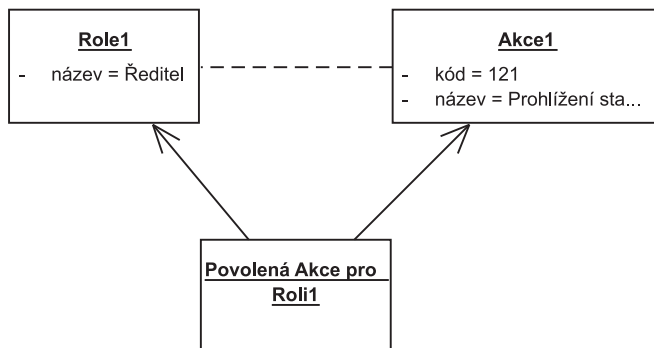 Role1
- název = Ředitel
Akce1
- kód = 121
- název = Prohlížení sta...
Povolená Akce pro
Roli1